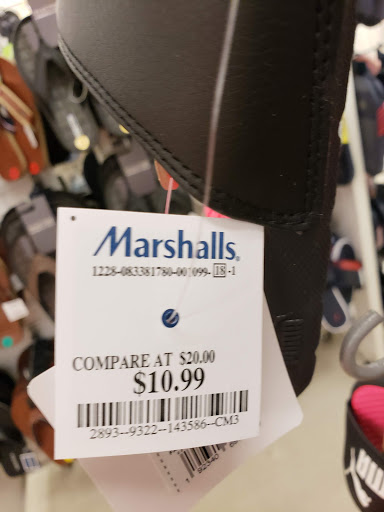 Marshalls.
1228-083381780-001099-18-1
COMPARE AT $20.00
$10.99
2893--9322--143586--CM3